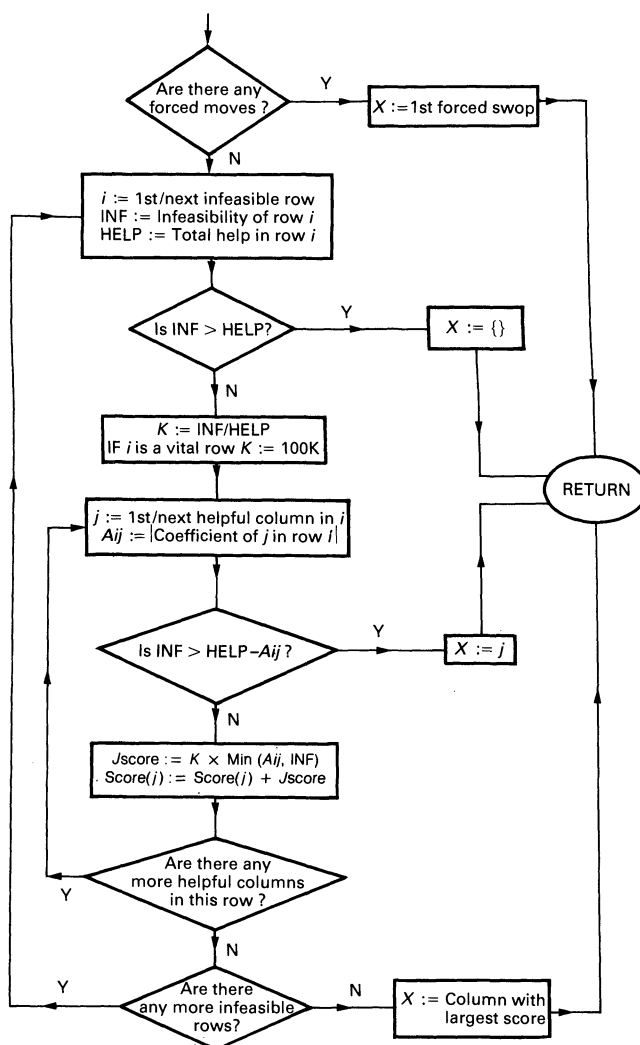 Are there any
forced moves ?
Y
X := 1st forced swop
N
i := 1st/next infeasible row
INF := Infeasibility of row i
HELP := Total help in row i
Is INF > HELP?
Y
X := {}
N
K := INF/HELP
IF i is a vital row K := 100K
RETURN
j := 1st/next helpful column in i
Aij := |Coefficient of j in row i|
Is INF > HELP–Aij ?
Y
X := j
N
Jscore := K × Min (Aij, INF)
Score(j) := Score(j) + Jscore
Are there any
more helpful columns
in this row ?
Y
N
Are there
any more infeasible
rows?
Y
N
X := Column with
largest score